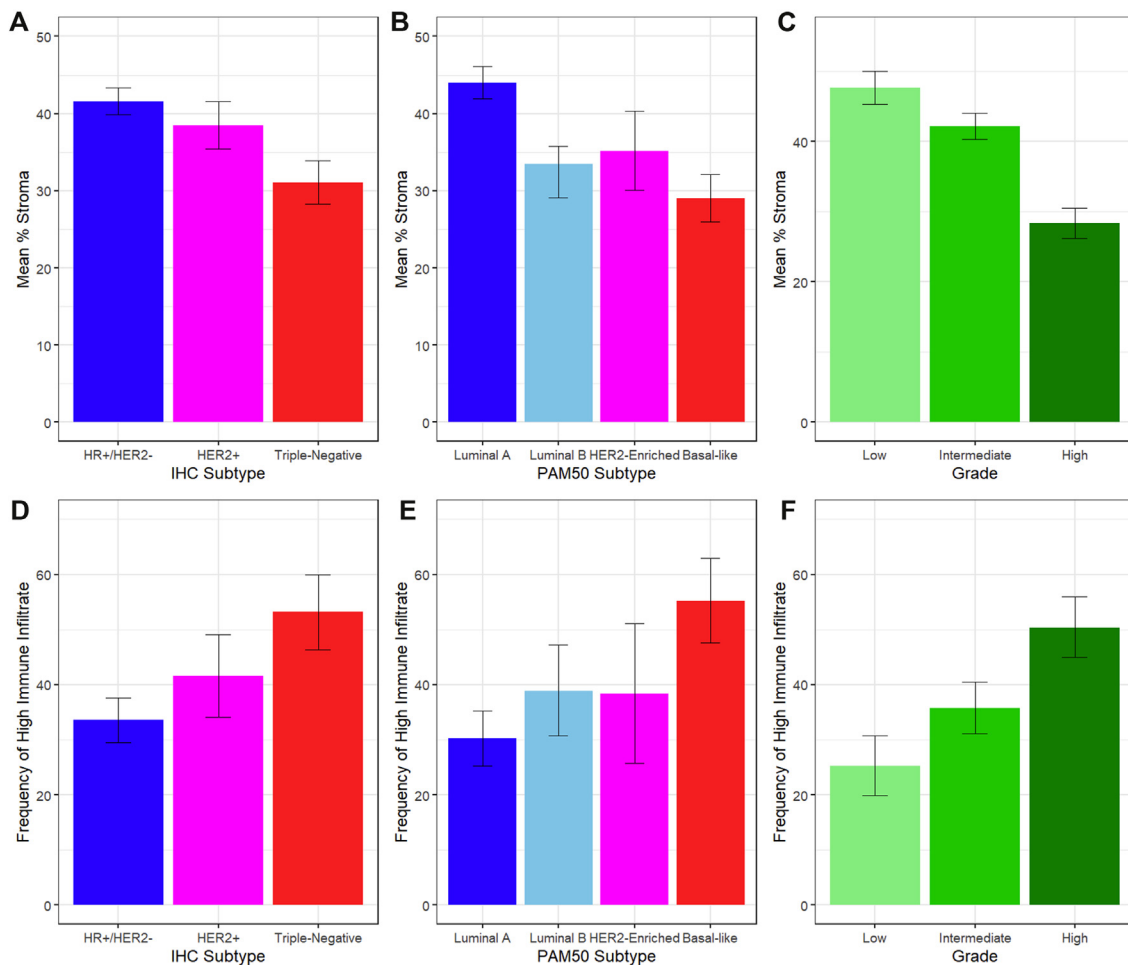 A
Mean % Stroma
50
40
30
20
10
0
HR+/HER2- HER2+ Triple-Negative
IHC Subtype
B
Mean % Stroma
50
40
30
20
10
0
Luminal A Luminal B HER2-Enriched Basal-like
PAM50 Subtype
C
Mean % Stroma
40
20
0
Low Intermediate High
Grade
D
Frequency of High Immune Infiltrate
60
40
20
0
HR+/HER2- HER2+ Triple-Negative
IHC Subtype
E
Frequency of High Immune Infiltrate
60
40
20
0
Luminal A Luminal B HER2-Enriched Basal-like
PAM50 Subtype
F
Frequency of High Immune Infiltrate
60
40
20
0
Low Intermediate High
Grade